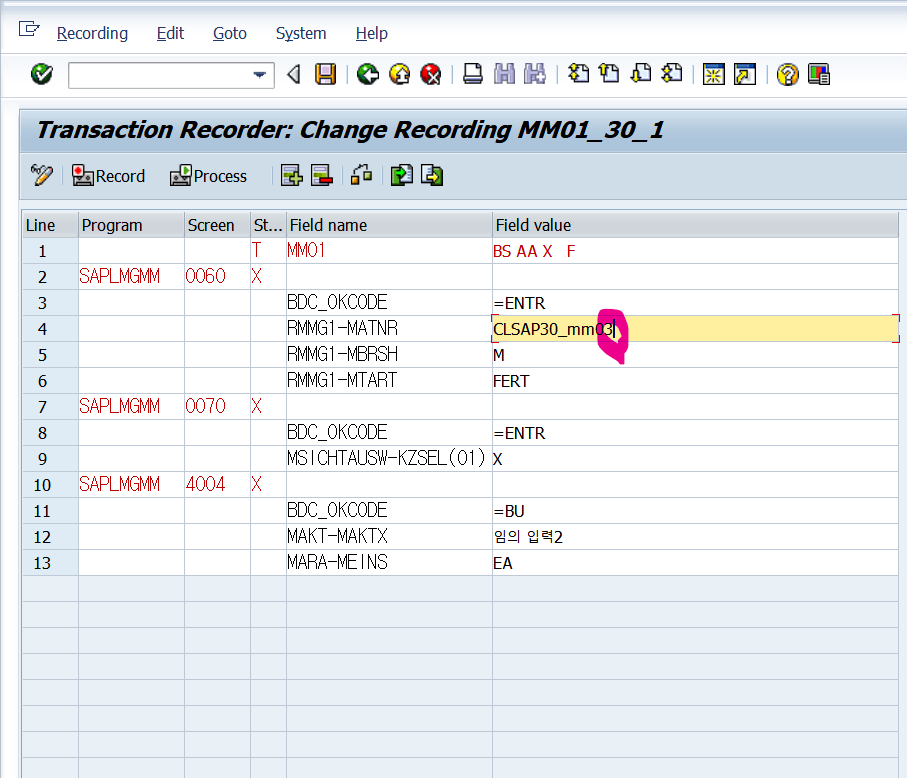 Recording Edit Goto System Help
Transaction Recorder: Change Recording MM01_30_1
Record Process
Line Program Screen St... Field name Field value
1 T MM01 BS AA X F
2 SAPLMGMM 0060 X
3 BDC_OKCODE =ENTR
4 RMMG1-MATNR CLSAP30_mm03
5 RMMG1-MBRSH M
6 RMMG1-MTART FERT
7 SAPLMGMM 0070 X
8 BDC_OKCODE =ENTR
9 MSICHTAUSW-KZSEL(01) X
10 SAPLMGMM 4004 X
11 BDC_OKCODE =BU
12 MAKT-MAKTX 임의 입력2
13 MARA-MEINS EA